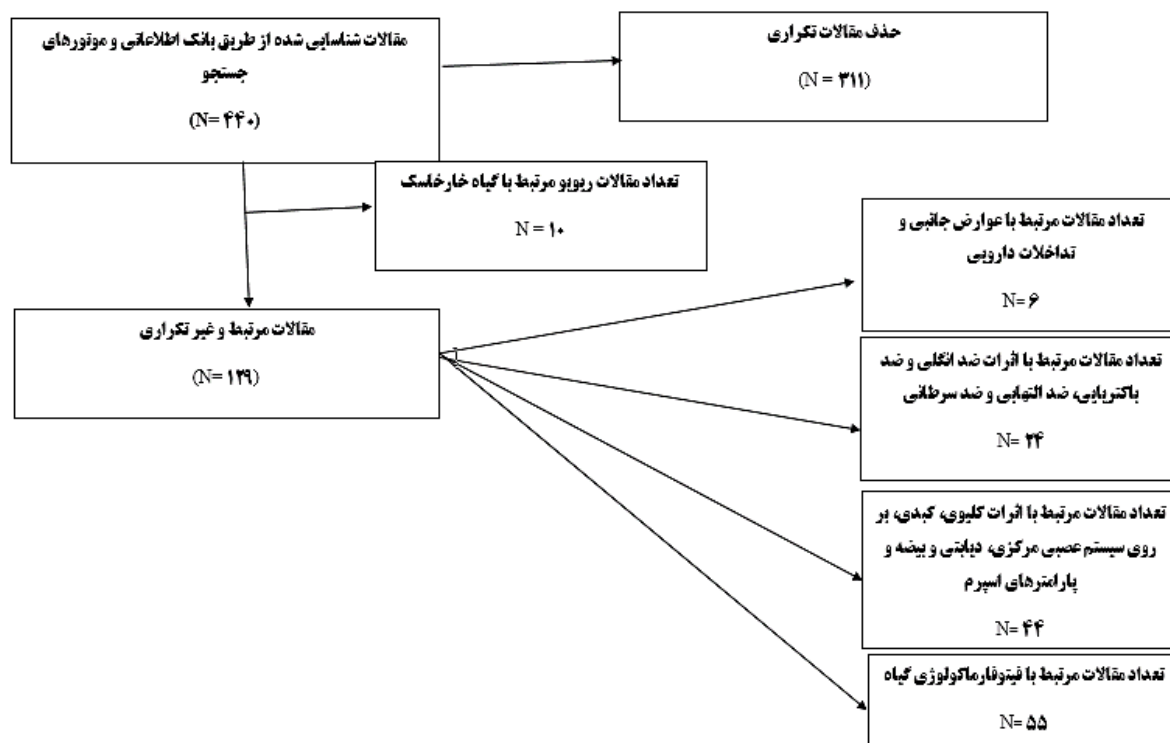 مقالات شناسایی شده از طریق بانک اطلاعاتی و موتورهای
جستجو
(N= ۴۴۰)
حذف مقالات تکراری
(N = ۳۱۱)
تعداد مقالات ریویو مرتبط با گیاه خارخاسک
N = ۱۰
مقالات مرتبط و غیر تکراری
(N= ۱۲۹)
تعداد مقالات مرتبط با عوارض جانبی و
تداخلات دارویی
N= ۶
تعداد مقالات مرتبط با اثرات ضد انگلی و ضد
باکتریایی، ضد التهابی و ضد سرطانی
N= ۲۴
تعداد مقالات مرتبط با اثرات کلیوی، کبدی، بر
روی سیستم عصبی مرکزی، دیابتی و بیضه و
پارامترهای اسپرم
N= ۴۴
تعداد مقالات مرتبط با فیتوفارماکولوژی گیاه
N= ۵۵